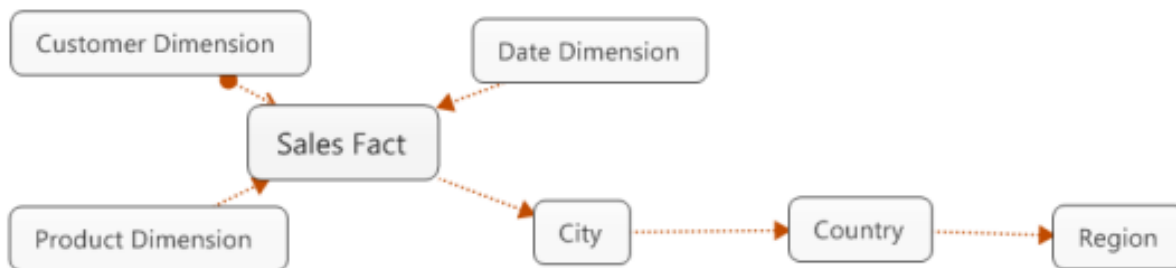 Customer Dimension
Date Dimension
Sales Fact
Product Dimension
City
Country
Region